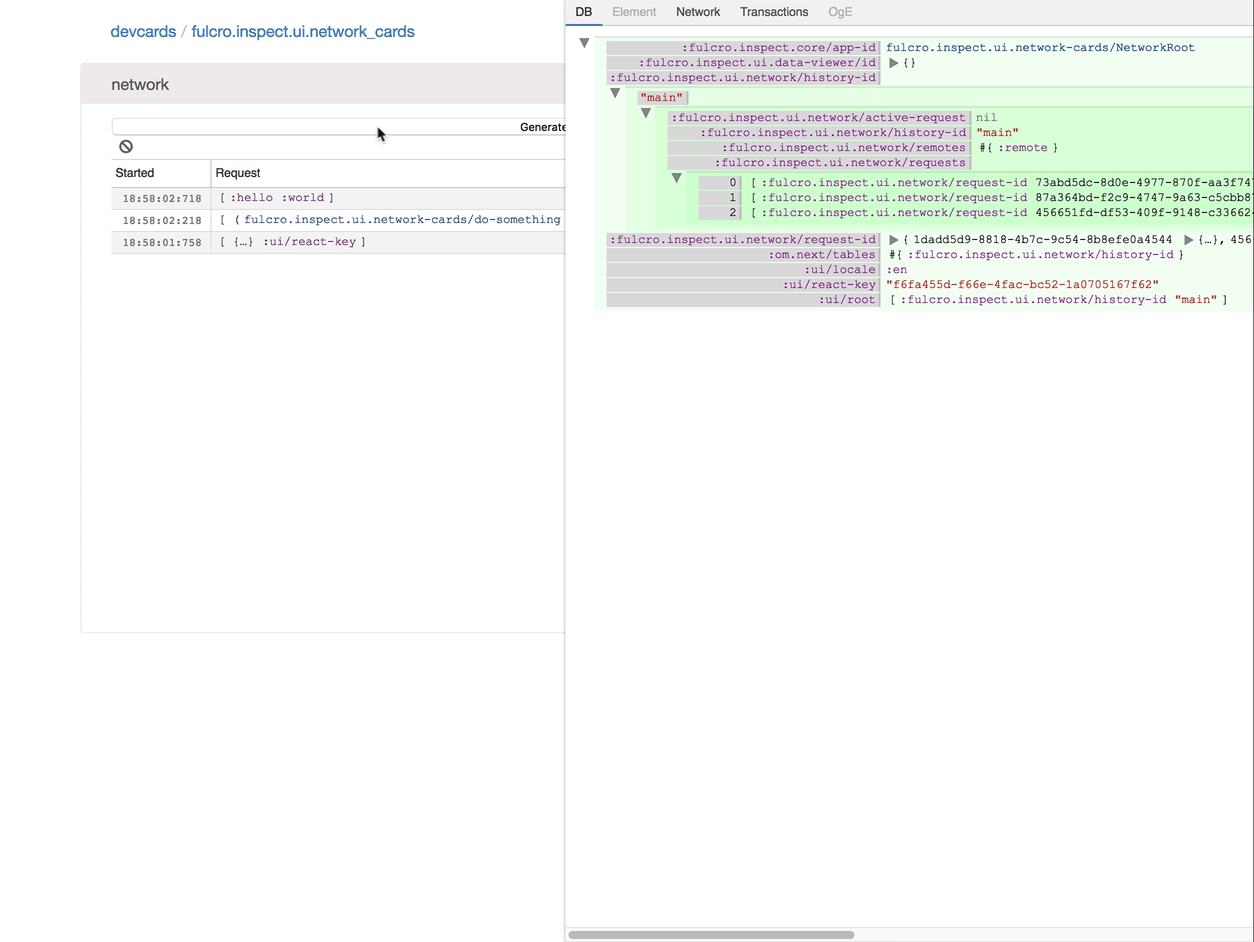 devcards / fulcro.inspect.ui.network_cards
network
Generate
Started Request
18:58:02:718 [ :hello :world ]
18:58:02:218 [ ( fulcro.inspect.ui.network-cards/do-something
18:58:01:758 [ {…} :ui/react-key ]
DB Element Network Transactions OgE
:fulcro.inspect.core/app-id fulcro.inspect.ui.network-cards/NetworkRoot
:fulcro.inspect.ui.data-viewer/id {}
:fulcro.inspect.ui.network/history-id
"main"
:fulcro.inspect.ui.network/active-request nil
:fulcro.inspect.ui.network/history-id "main"
:fulcro.inspect.ui.network/remotes #{ :remote }
:fulcro.inspect.ui.network/requests
0 [ :fulcro.inspect.ui.network/request-id 73abd5dc-8d0e-4977-870f-aa3f74
1 [ :fulcro.inspect.ui.network/request-id 87a364bd-f2c9-4747-9a63-c5cbb8
2 [ :fulcro.inspect.ui.network/request-id 456651fd-df53-409f-9148-c33662
:fulcro.inspect.ui.network/request-id { 1dadd5d9-8818-4b7c-9c54-8b8efe0a4544 {…}, 456
:om.next/tables #{ :fulcro.inspect.ui.network/history-id }
:ui/locale :en
:ui/react-key "f6fa455d-f66e-4fac-bc52-1a0705167f62"
:ui/root [ :fulcro.inspect.ui.network/history-id "main" ]